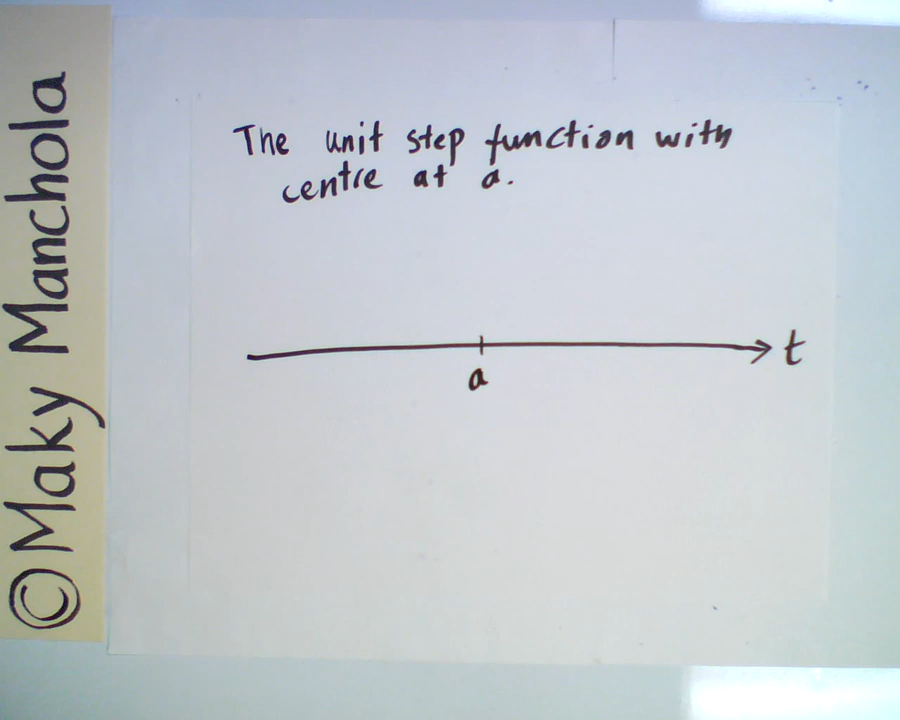 The unit step function with
centre at a.
t
a
©Maky Manchola